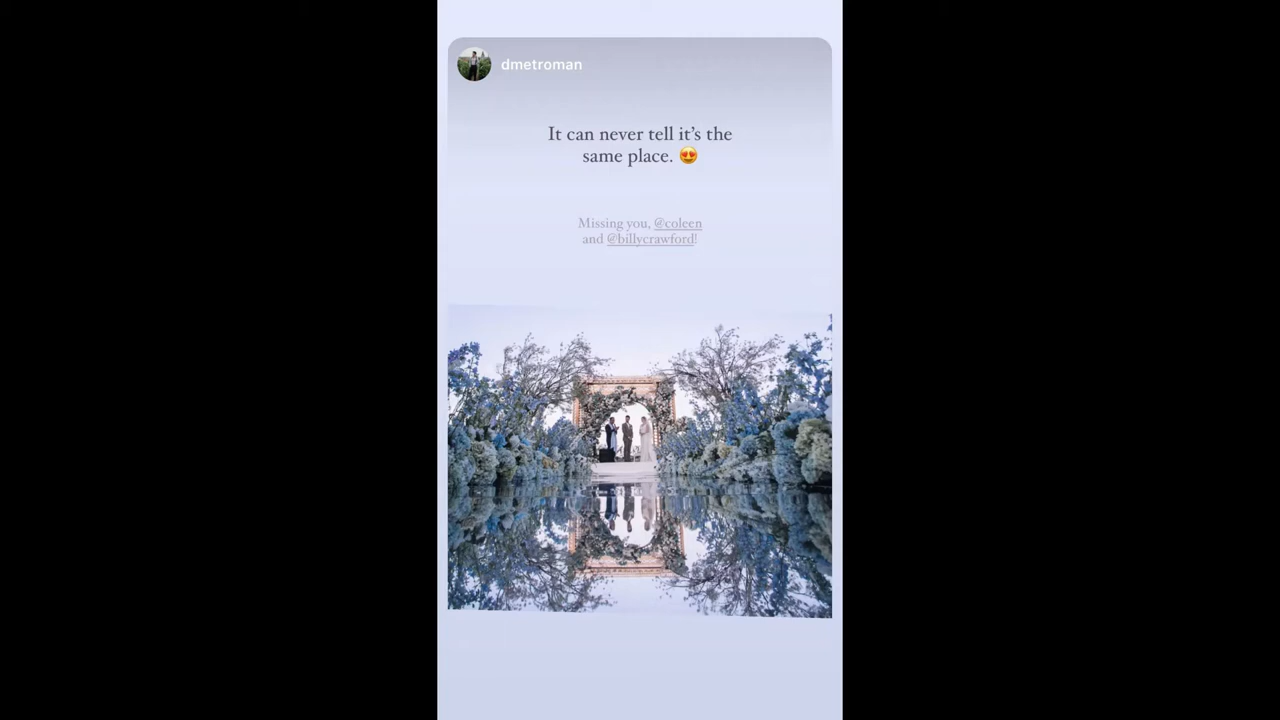 dmetroman
It can never tell it's the
same place. 😍
Missing you, @coleen
and @billycrawford!